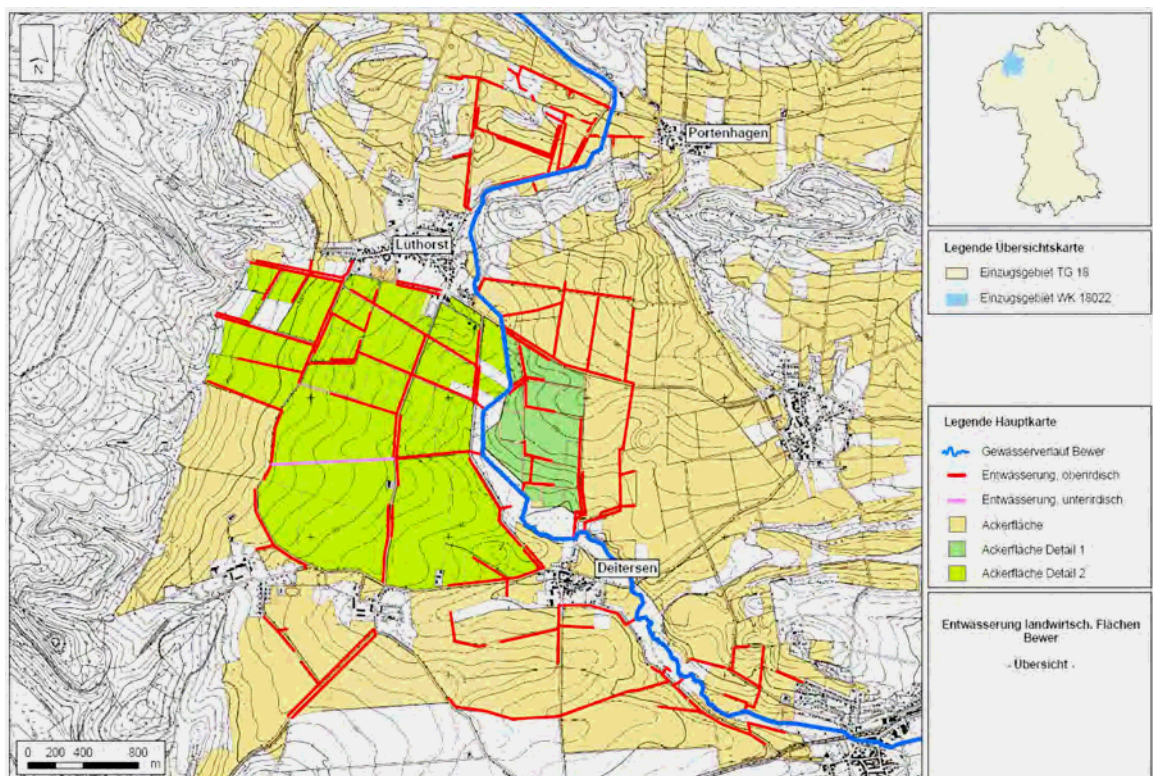 N
Portenhagen
Lüthorst
Deitersen
0 200 400 800
m
Legende Übersichtskarte
Einzugsgebiet TG 18
Einzugsgebiet WK 18022
Legende Hauptkarte
Gewässerverlauf Bewer
Entwässerung, oberirdisch
Entwässerung, unterirdisch
Ackerfläche
Ackerfläche Detail 1
Ackerfläche Detail 2
Entwässerung landwirtsch. Flächen
Bewer
- Übersicht -